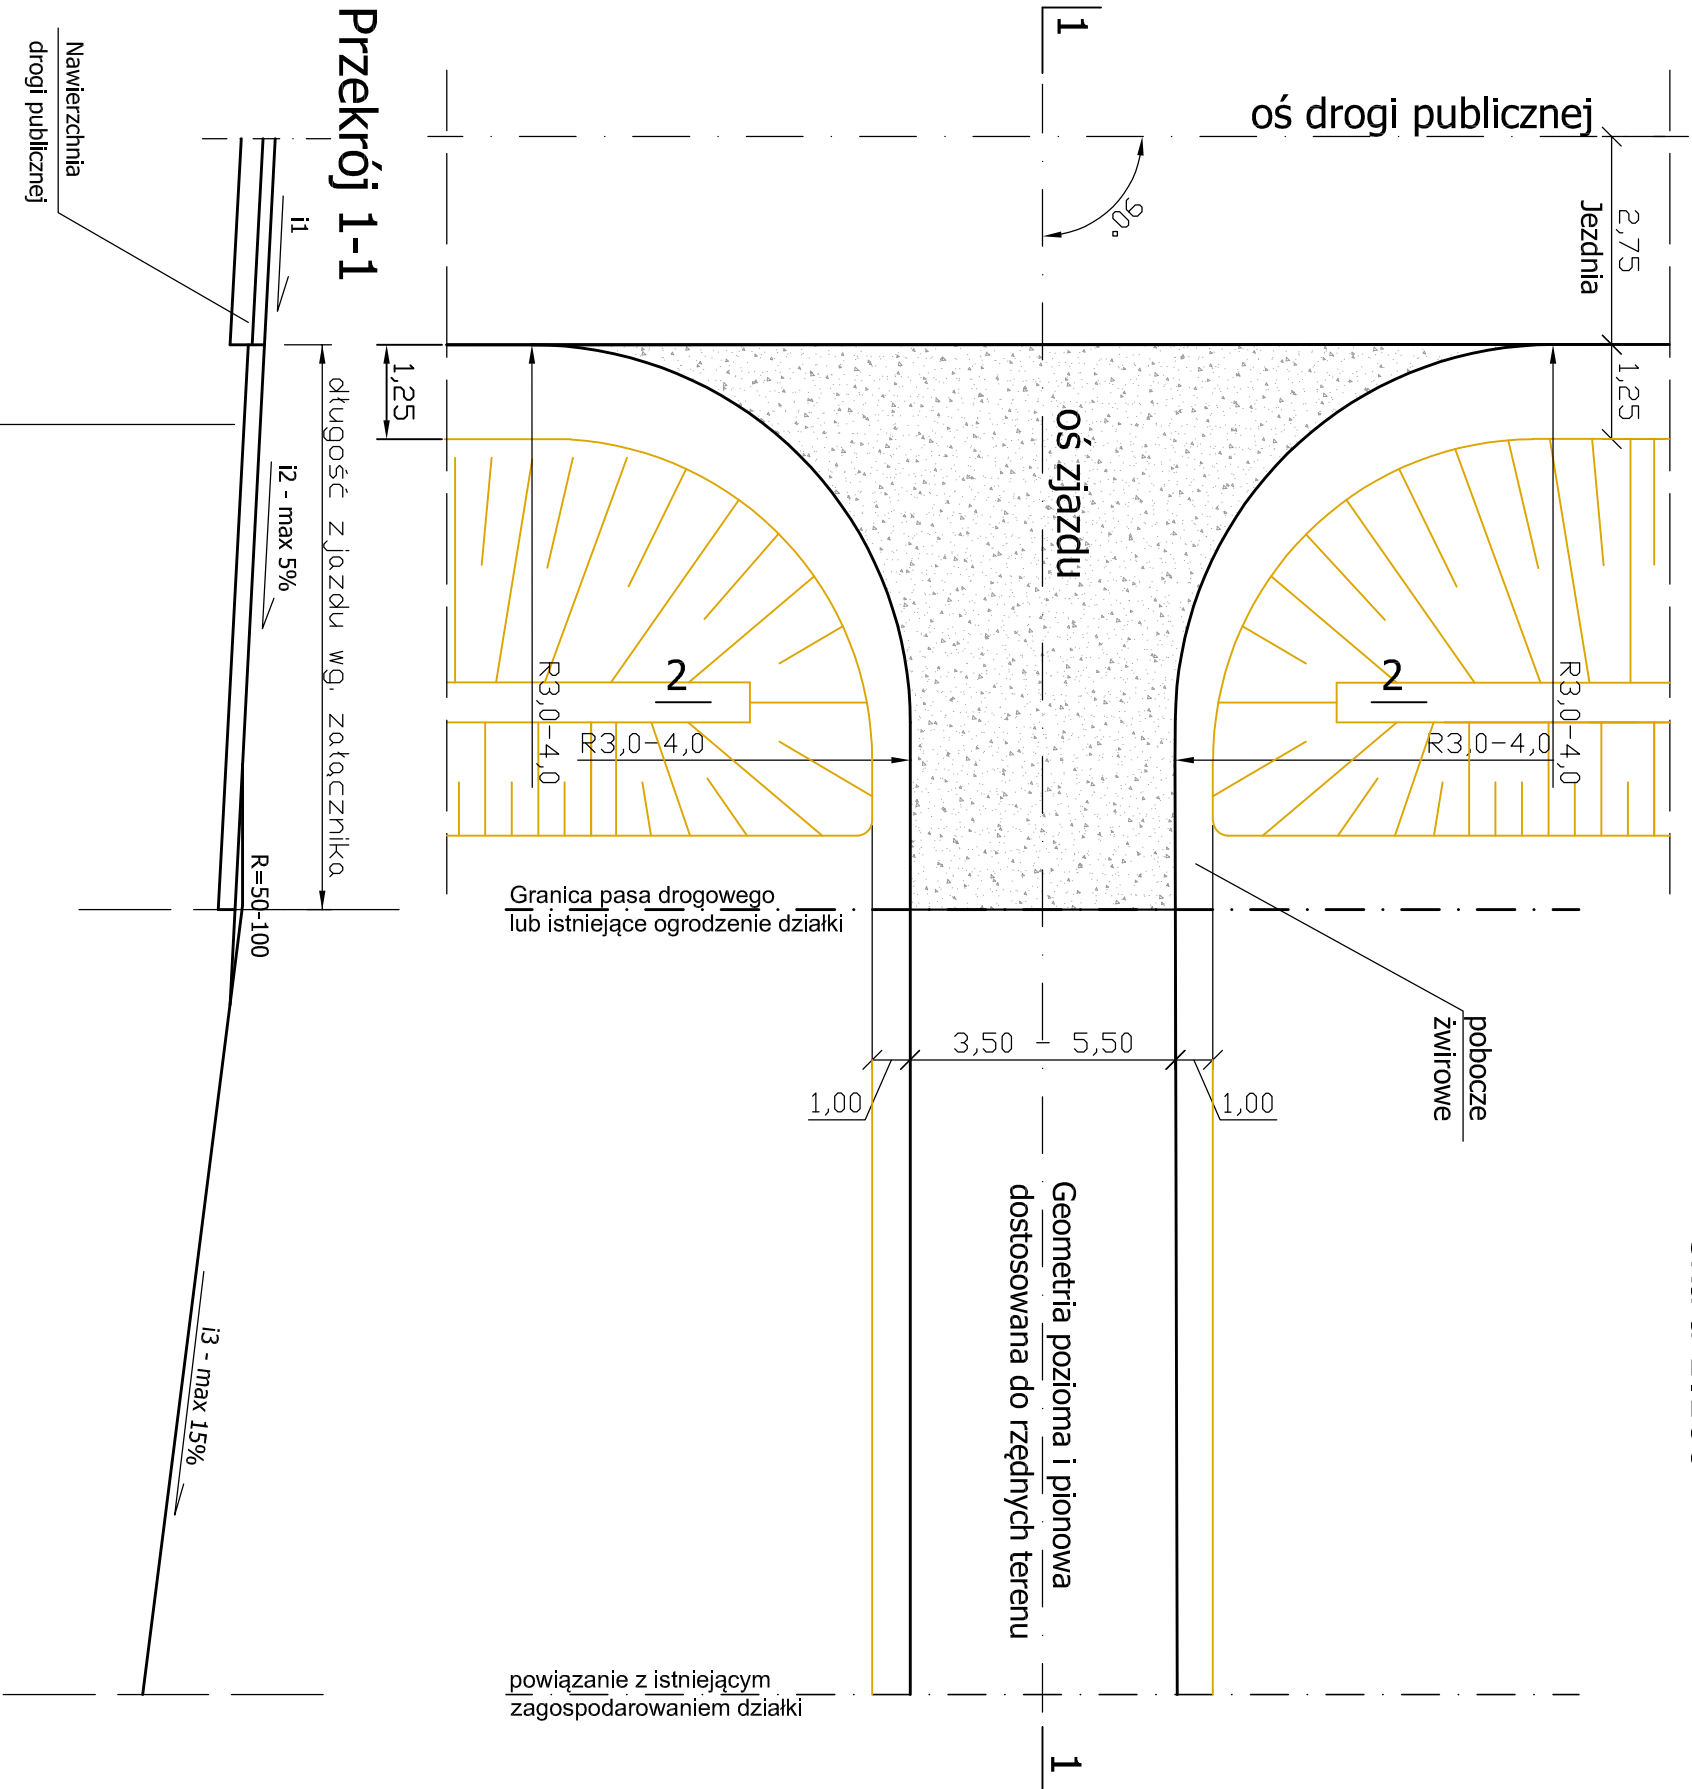 1
oś drogi publicznej
2,75
Jezdnia
1,25
90°
Przekrój 1-1
Nawierzchnia
drogi publicznej
i1
1,25
oś zjazdu
i2 - max 5%
długość zjazdu wg. załącznika
R3,0-4,0
R3,0-4,0
2
2
R3,0-4,0
R3,0-4,0
R=50-100
Granica pasa drogowego
lub istniejące ogrodzenie działki
pobocze
żwirowe
3,50 - 5,50
1,00
1,00
Geometria pozioma i pionowa
dostosowana do rzędnych terenu
i3 - max 15%
powiązanie z istniejącym
zagospodarowaniem działki
1